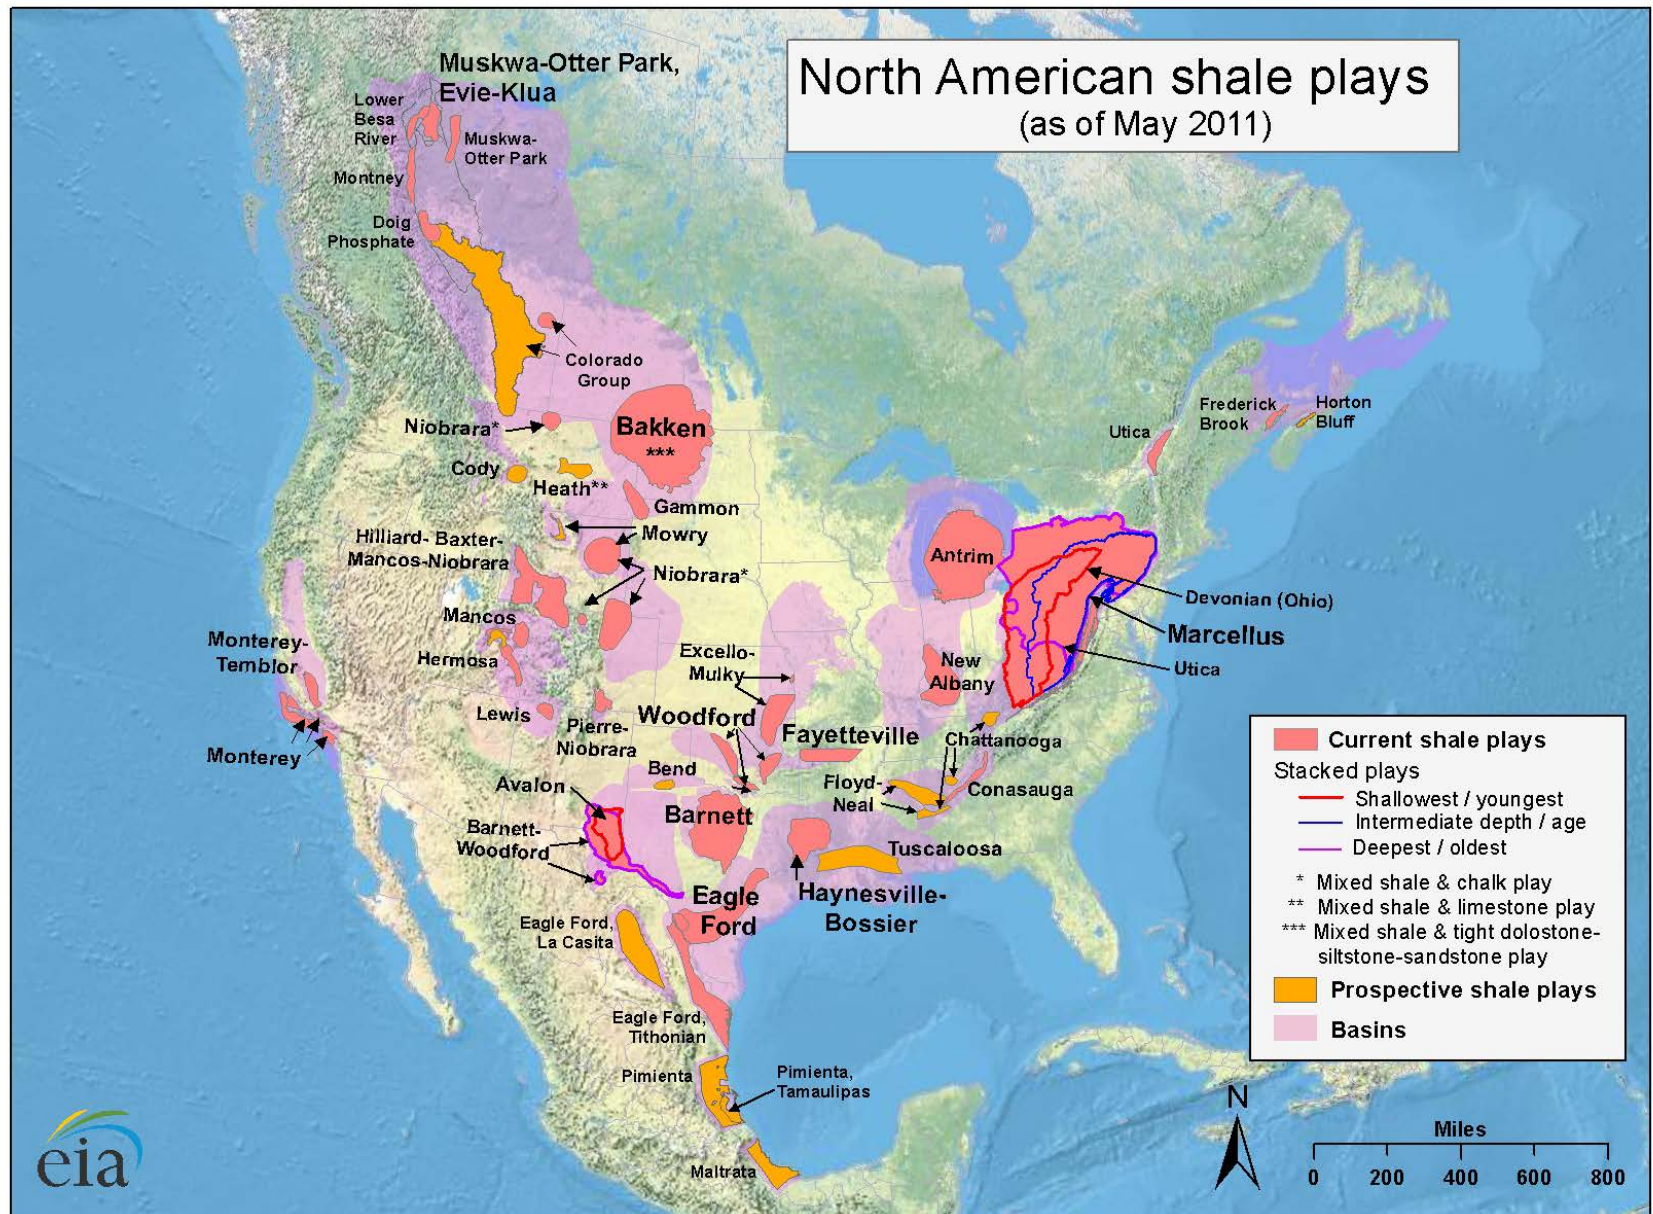 North American shale plays
(as of May 2011)
Muskwa-Otter Park,
Evie-Klua
Lower
Besa
River
Muskwa-
Otter Park
Montney
Doig
Phosphate
Colorado
Group
Niobrara*
Bakken
***
Cody
Heath**
Gammon
Mowry
Hilliard- Baxter-
Mancos-Niobrara
Niobrara*
Mancos
Hermosa
Monterey-
Temblor
Monterey
Lewis
Pierre-
Niobrara
Excello-
Mulky
Woodford
Fayetteville
Bend
Avalon
Barnett-
Woodford
Barnett
Eagle
Ford
Haynesville-
Bossier
Tuscaloosa
Floyd-
Neal
Conasauga
Chattanooga
New
Albany
Antrim
Devonian (Ohio)
Marcellus
Utica
Utica
Frederick
Brook
Horton
Bluff
Eagle Ford,
La Casita
Eagle Ford,
Tithonian
Pimienta
Pimienta,
Tamaulipas
Maltrata
Current shale plays
Stacked plays
Shallowest / youngest
Intermediate depth / age
Deepest / oldest
* Mixed shale & chalk play
** Mixed shale & limestone play
*** Mixed shale & tight dolostone-
siltstone-sandstone play
Prospective shale plays
Basins
N
Miles
0 200 400 600 800
eia